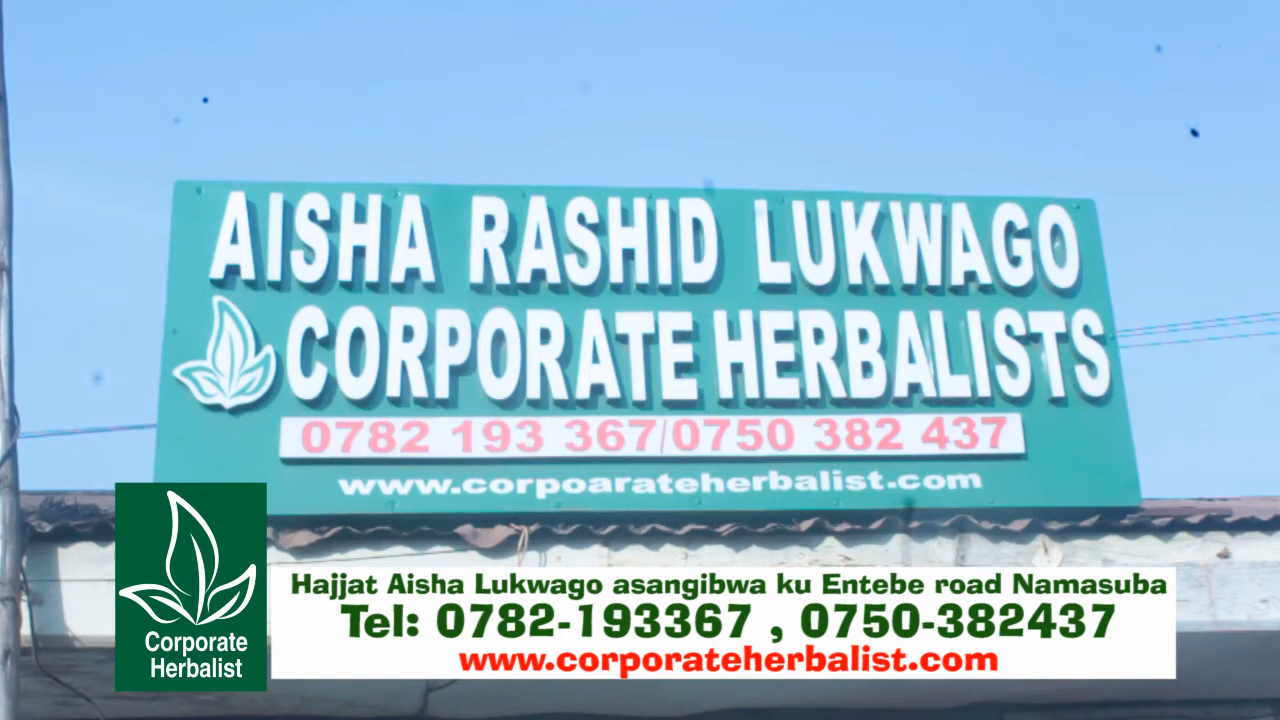 AISHA RASHID LUKWAGO
CORPORATE HERBALISTS
0782 193 367/0750 382 437
www.corpoarateherbalist.com
Corporate
Herbalist
Hajjat Aisha Lukwago asangibwa ku Entebe road Namasuba
Tel: 0782-193367 , 0750-382437
www.corporateherbalist.com